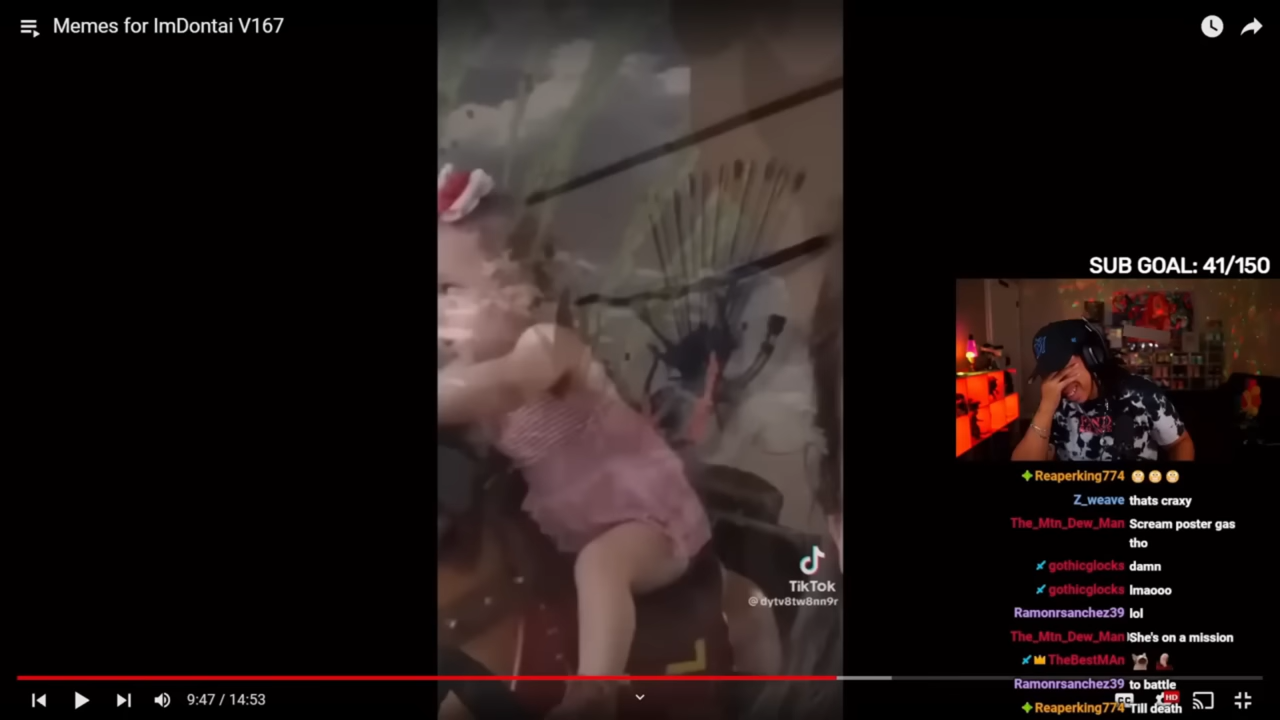 Memes for ImDontai V167
SUB GOAL: 41/150
Reaperking774
Z_weave thats craxy
The_Mtn_Dew_Man Scream poster gas
tho
gothicglocks damn
gothicglocks lmaooo
Ramonrsanchez39 lol
The_Mtn_Dew_Man She's on a mission
TheBestMAn
Ramonrsanchez39 to battle
Reaperking774 Till death
TikTok
@dytv8tw8nn9r
9:47 / 14:53
CC
HD